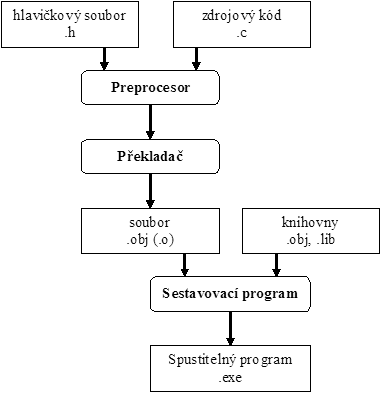 hlavičkový soubor
.h
zdrojový kód
.c
Preprocesor
Překladač
soubor
.obj (.o)
knihovny
.obj, .lib
Sestavovací program
Spustitelný program
.exe